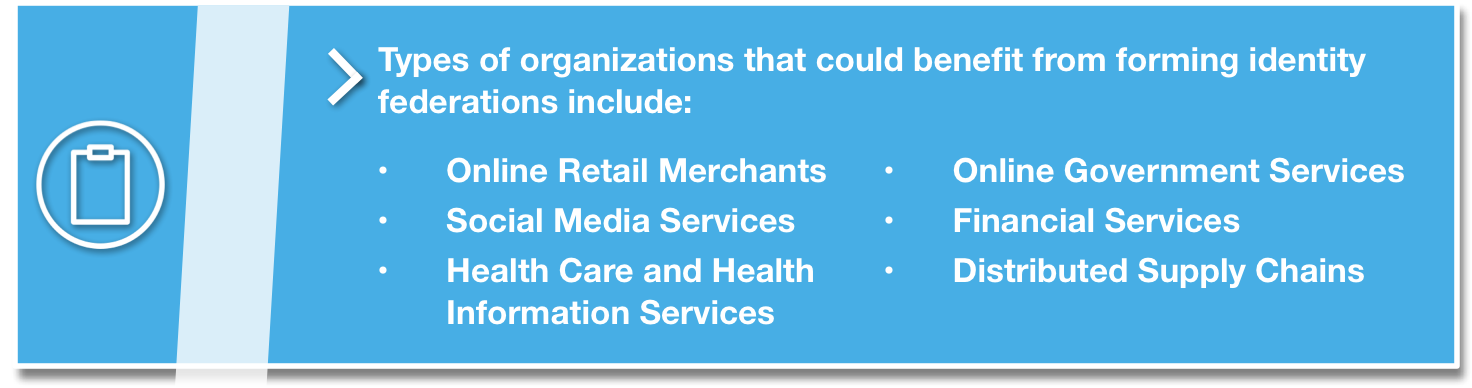 Types of organizations that could benefit from forming identity
federations include:
• Online Retail Merchants
• Social Media Services
• Health Care and Health
Information Services
• Online Government Services
• Financial Services
• Distributed Supply Chains